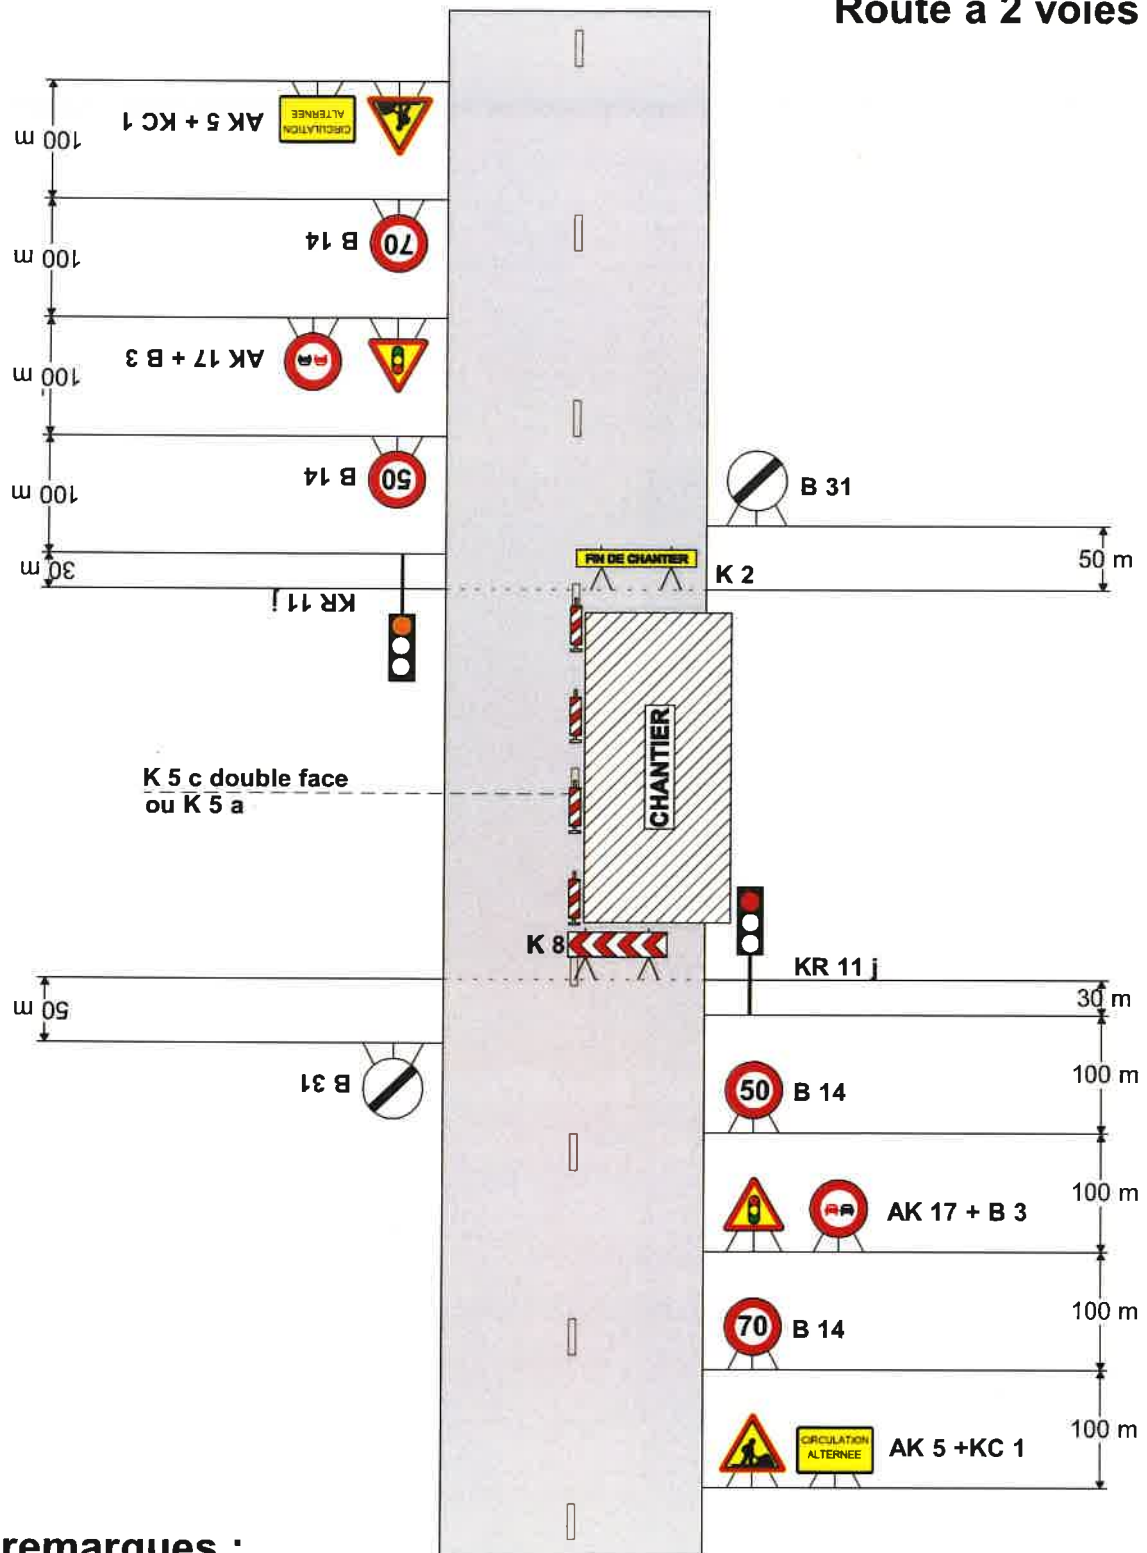 Route à 2 voies
AK 5 + KC 1
CIRCULATION
ALTERNEE
100 m
70
B 14
100 m
AK 17 + B 3
100 m
50
B 14
100 m
30 m
KR 11 j
B 31
50 m
FIN DE CHANTIER
K 2
CHANTIER
K 5 c double face
ou K 5 a
K 8
KR 11 j
30 m
50 m
B 31
50
B 14
100 m
AK 17 + B 3
100 m
70
B 14
100 m
CIRCULATION
ALTERNEE
AK 5 +KC 1
100 m
remarques :